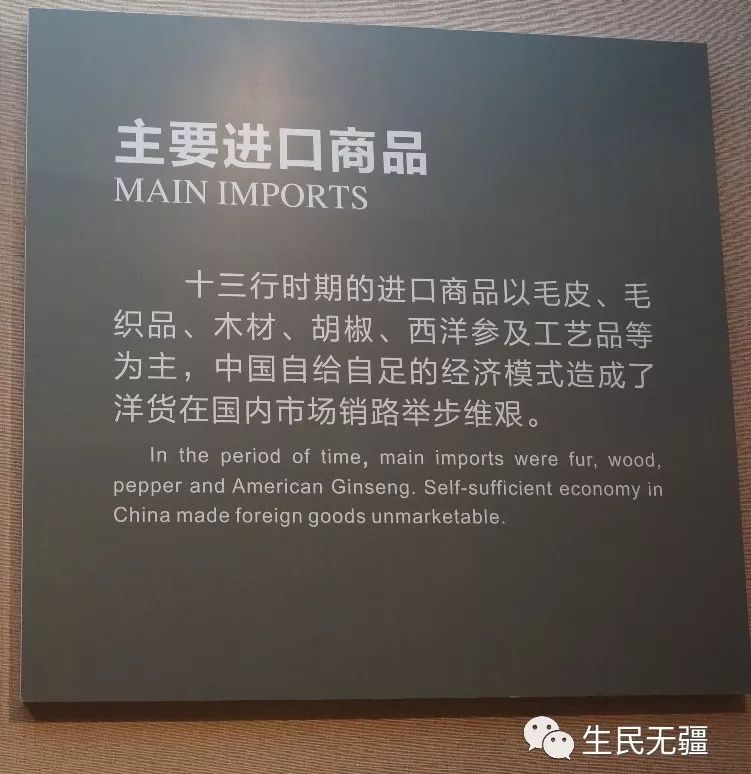 主要进口商品
MAIN IMPORTS
十三行时期的进口商品以毛皮、毛
织品、木材、胡椒、西洋参及工艺品等
为主，中国自给自足的经济模式造成了
洋货在国内市场销路举步维艰。
In the period of time, main imports were fur, wood,
pepper and American Ginseng. Self-sufficient economy in
China made foreign goods unmarketable.
生民无疆